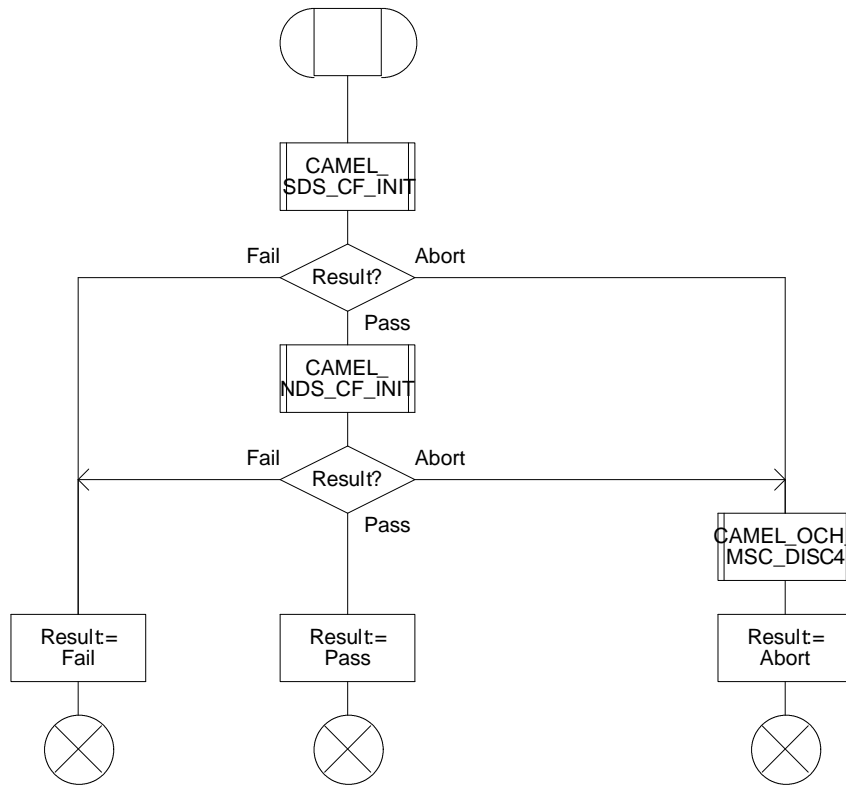 CAMEL_
SDS_CF_INIT
Fail
Abort
Result?
Pass
CAMEL_
NDS_CF_INIT
Fail
Abort
Result?
Pass
CAMEL_OCH_
MSC_DISC4
Result:=
Fail
Result:=
Pass
Result:=
Abort